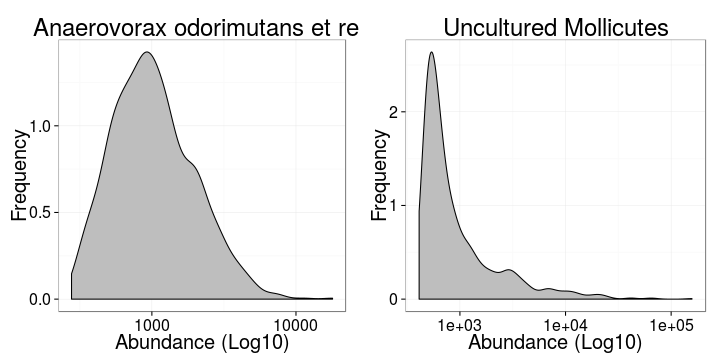 Anaerovorax odorimutans et re
Frequency
1.0
0.5
0.0
1000 10000
Abundance (Log10)
Uncultured Mollicutes
Frequency
2
1
0
1e+03 1e+04 1e+05
Abundance (Log10)